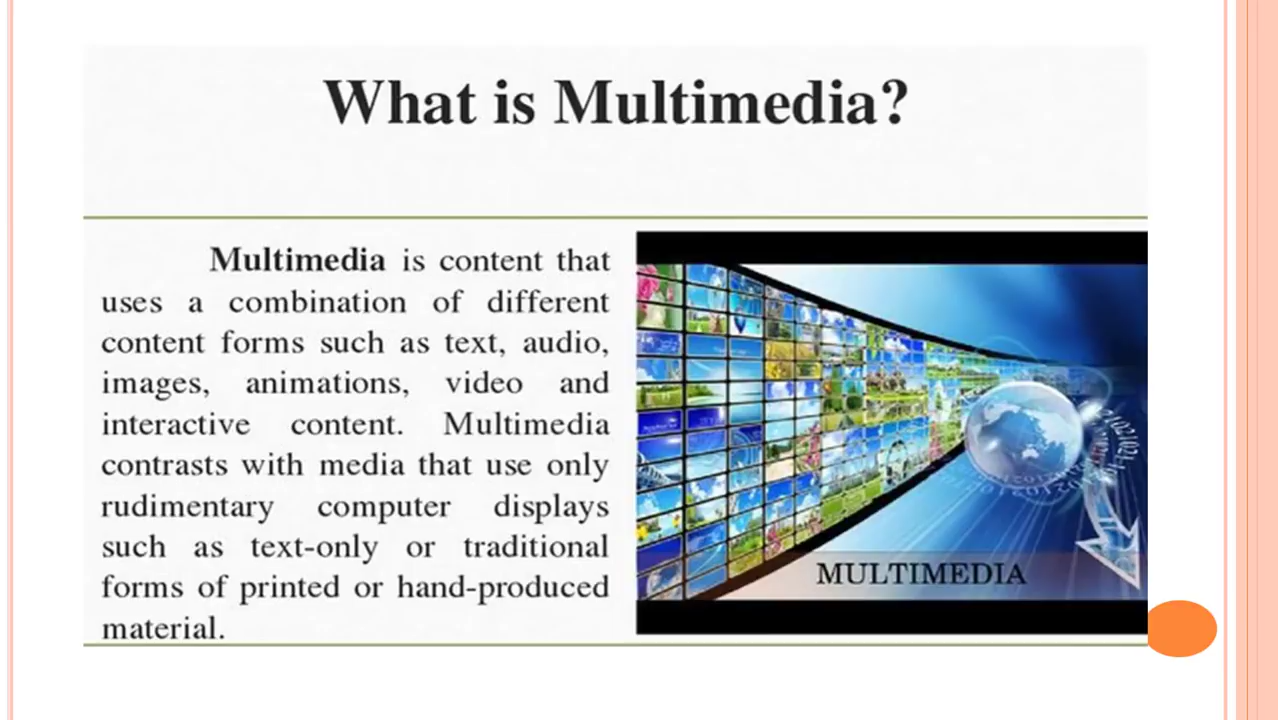 What is Multimedia?
Multimedia is content that
uses a combination of different
content forms such as text, audio,
images, animations, video and
interactive content. Multimedia
contrasts with media that use only
rudimentary computer displays
such as text-only or traditional
forms of printed or hand-produced
material.
MULTIMEDIA